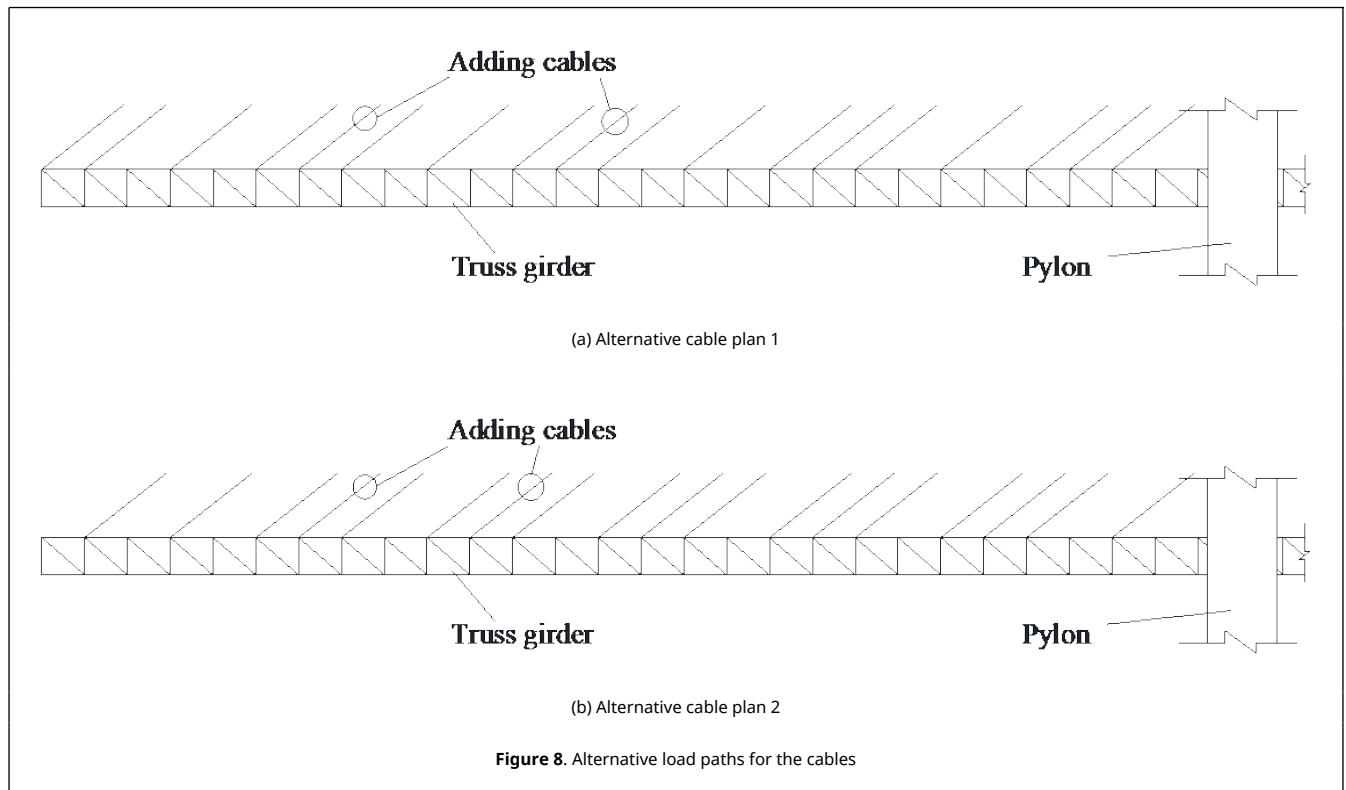 Adding cables
Truss girder
Pylon
(a) Alternative cable plan 1
Adding cables
Truss girder
Pylon
(b) Alternative cable plan 2
Figure 8. Alternative load paths for the cables